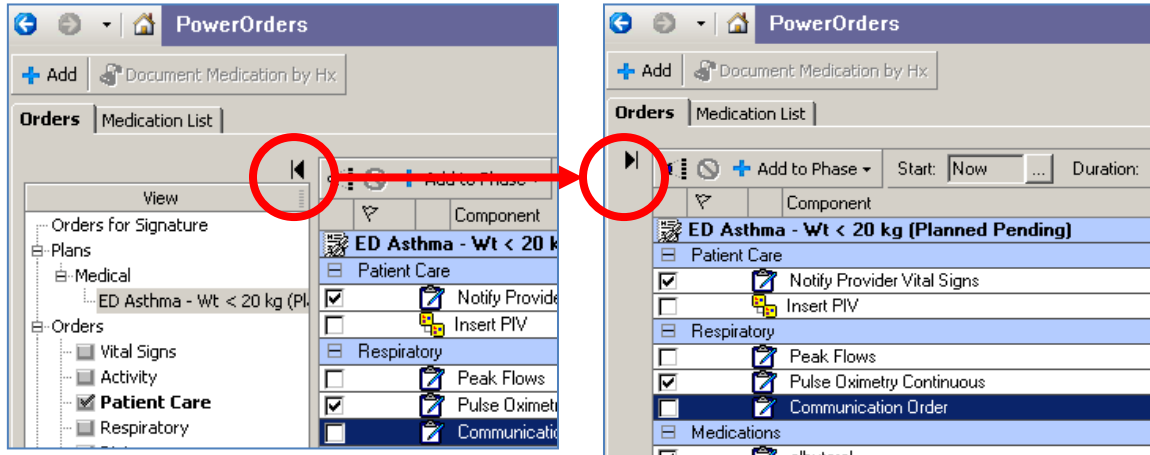 PowerOrders
Add Document Medication by Hx
Orders Medication List
Add to Phase
View
Component
Orders for Signature
ED Asthma - Wt < 20 k
Plans
Patient Care
Medical
Notify Provide
ED Asthma - Wt < 20 kg (Pl
Insert PIV
Orders
Respiratory
Vital Signs
Peak Flows
Activity
Pulse Oximet
Patient Care
Communicatio
Respiratory
PowerOrders
Add Document Medication by Hx
Orders Medication List
Add to Phase Start: Now ... Duration:
Component
ED Asthma - Wt < 20 kg (Planned Pending)
Patient Care
Notify Provider Vital Signs
Insert PIV
Respiratory
Peak Flows
Pulse Oximetry Continuous
Communication Order
Medications